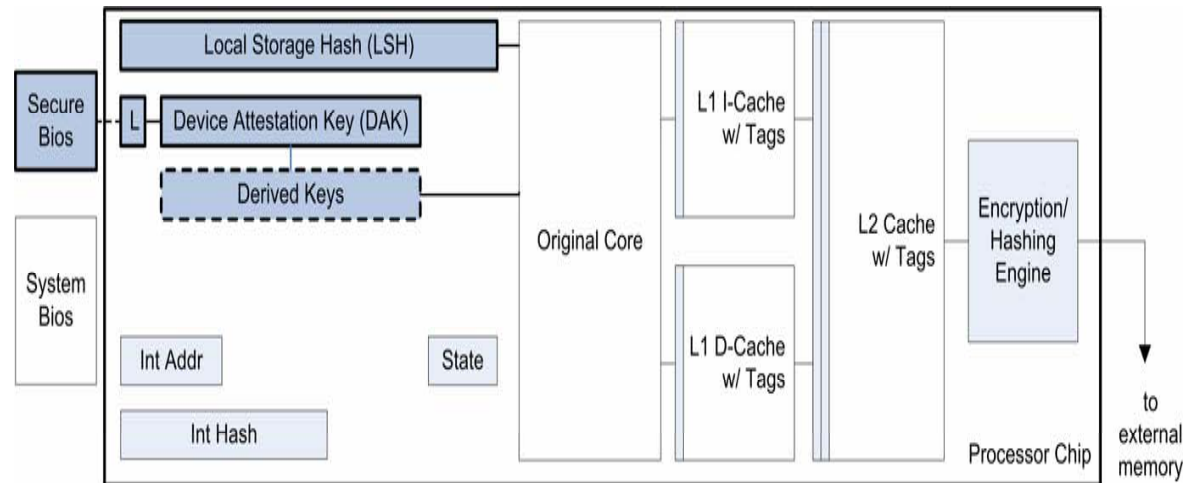 Local Storage Hash (LSH)
Secure
Bios
L
Device Attestation Key (DAK)
Derived Keys
System
Bios
Int Addr
State
Int Hash
Original Core
L1 I-Cache
w/ Tags
L1 D-Cache
w/ Tags
L2 Cache
w/ Tags
Encryption/
Hashing
Engine
Processor Chip
to
external
memory